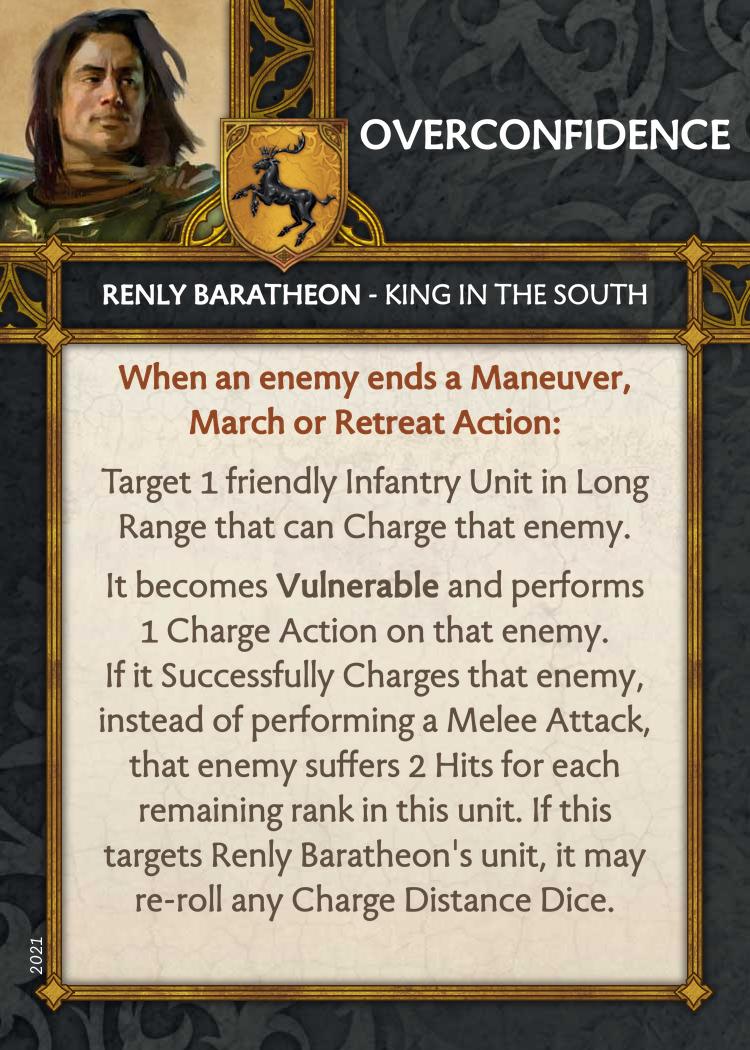 OVERCONFIDENCE
RENLY BARATHEON - KING IN THE SOUTH
When an enemy ends a Maneuver,
March or Retreat Action:
Target 1 friendly Infantry Unit in Long
Range that can Charge that enemy.
It becomes Vulnerable and performs
1 Charge Action on that enemy.
If it Successfully Charges that enemy,
instead of performing a Melee Attack,
that enemy suffers 2 Hits for each
remaining rank in this unit. If this
targets Renly Baratheon's unit, it may
re-roll any Charge Distance Dice.
2021